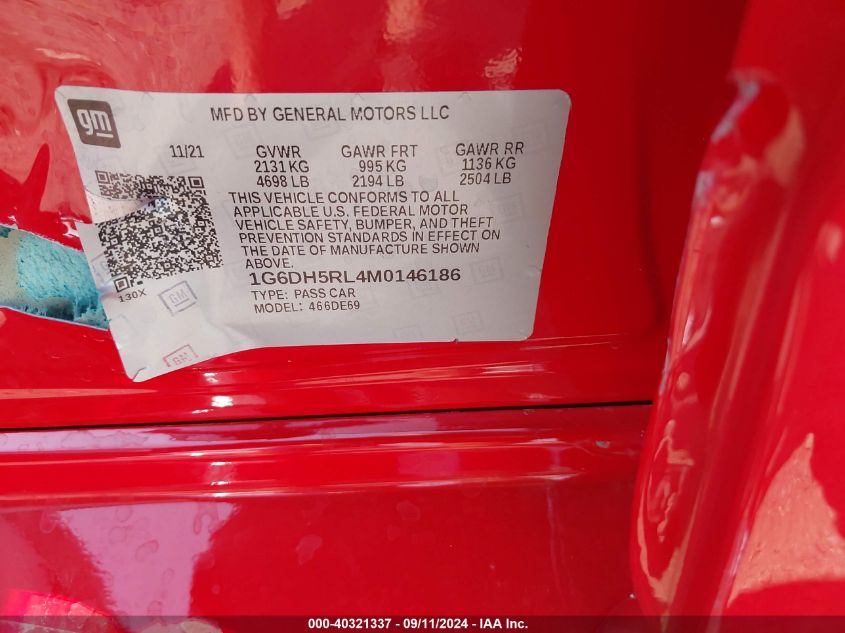 gm
MFD BY GENERAL MOTORS LLC
11/21 GVWR GAWR FRT GAWR RR
2131 KG 995 KG 1136 KG
4698 LB 2194 LB 2504 LB
THIS VEHICLE CONFORMS TO ALL
APPLICABLE U.S. FEDERAL MOTOR
VEHICLE SAFETY, BUMPER, AND THEFT
PREVENTION STANDARDS IN EFFECT ON
THE DATE OF MANUFACTURE SHOWN
ABOVE.
1G6DH5RL4M0146186
130X
TYPE: PASS CAR
MODEL: 466DE69
GM
GM
GM
000-40321337 - 09/11/2024 - IAA Inc.